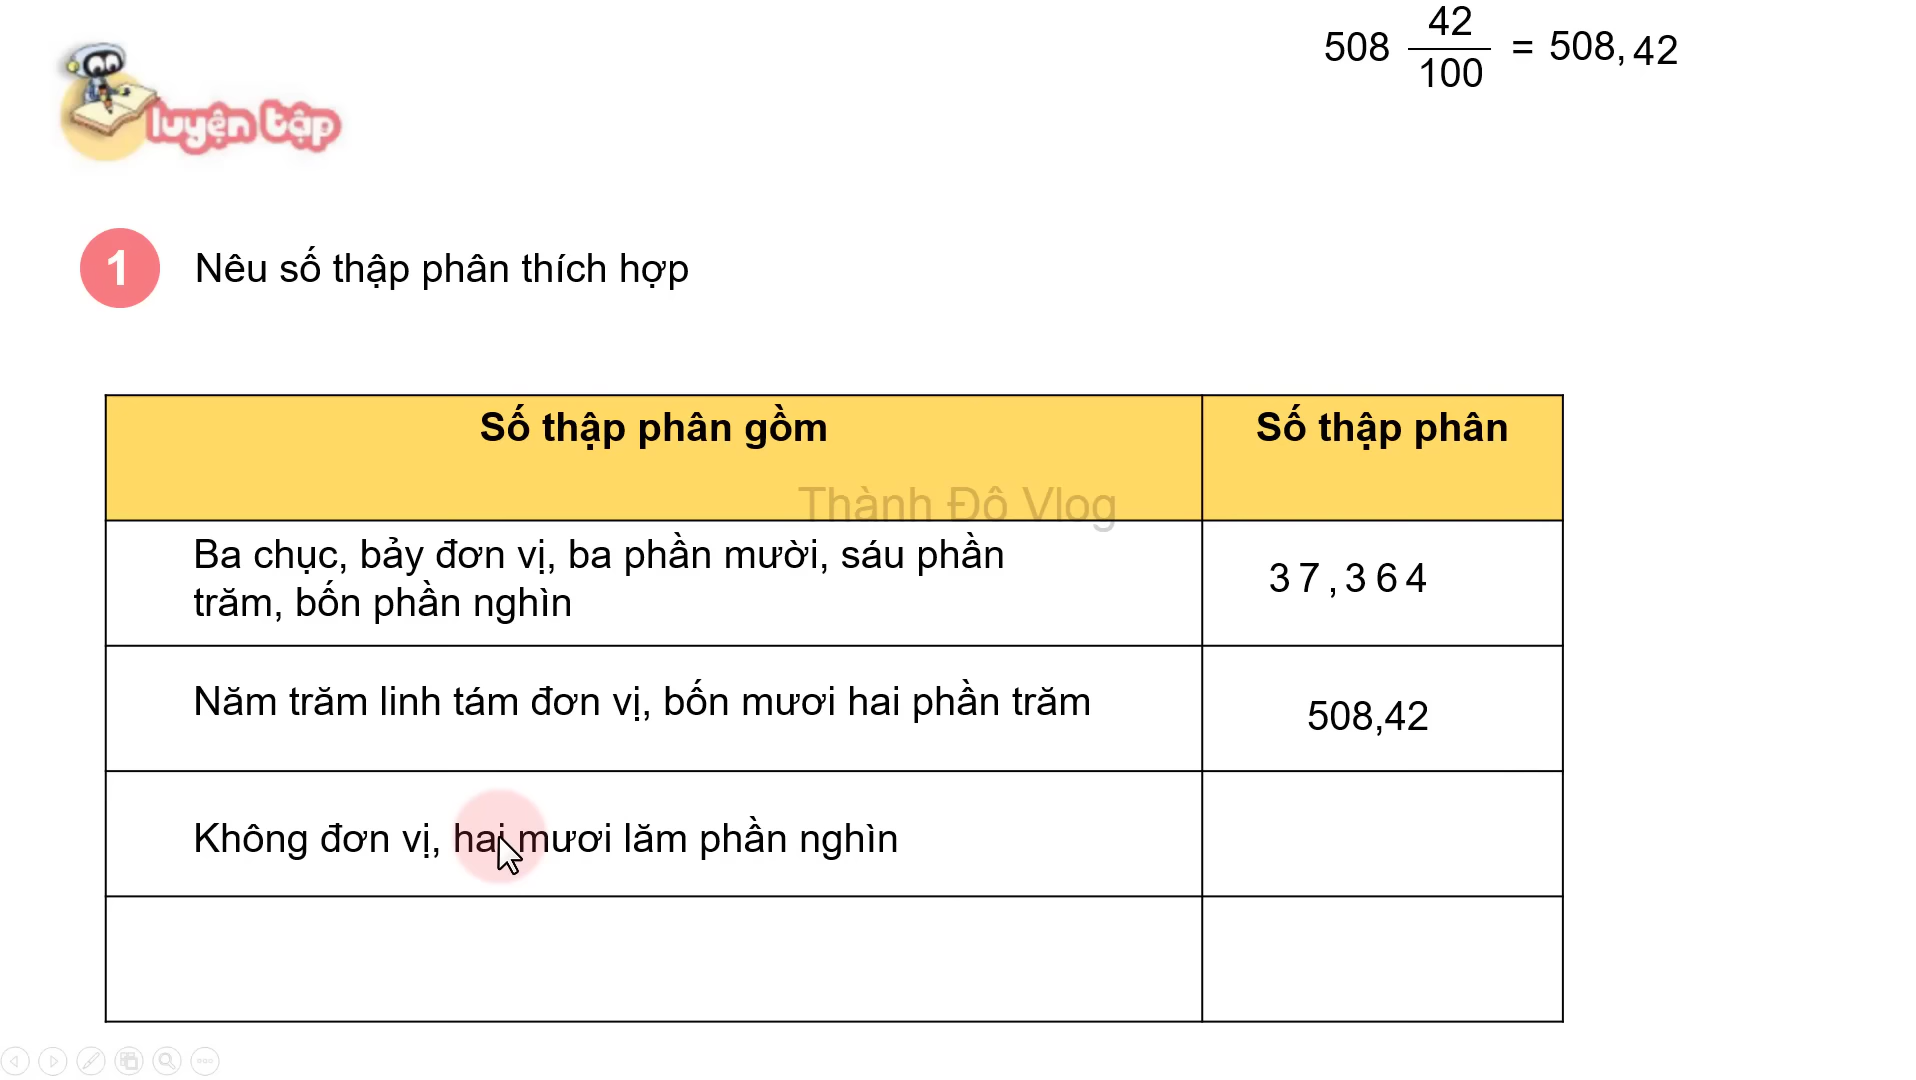 508 42/100 = 508,42
luyện tập
1 Nêu số thập phân thích hợp
Số thập phân gồm Số thập phân
Thành Đô Vlog
Ba chục, bảy đơn vị, ba phần mười, sáu phần
trăm, bốn phần nghìn
37,364
Năm trăm linh tám đơn vị, bốn mươi hai phần trăm
508,42
Không đơn vị, hai mươi lăm phần nghìn